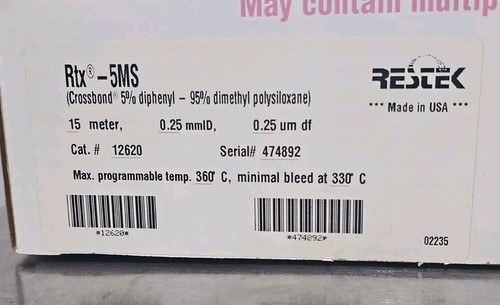 May contain
Rtx® -5MS
(Crossbond® 5% diphenyl - 95% dimethyl polysiloxane)
15 meter, 0.25 mmID, 0.25 um df
Cat. # 12620 Serial# 474892
Max. programmable temp. 360° C, minimal bleed at 330° C
*12620*
*474892*
RESTEK
*** Made in USA ***
02235